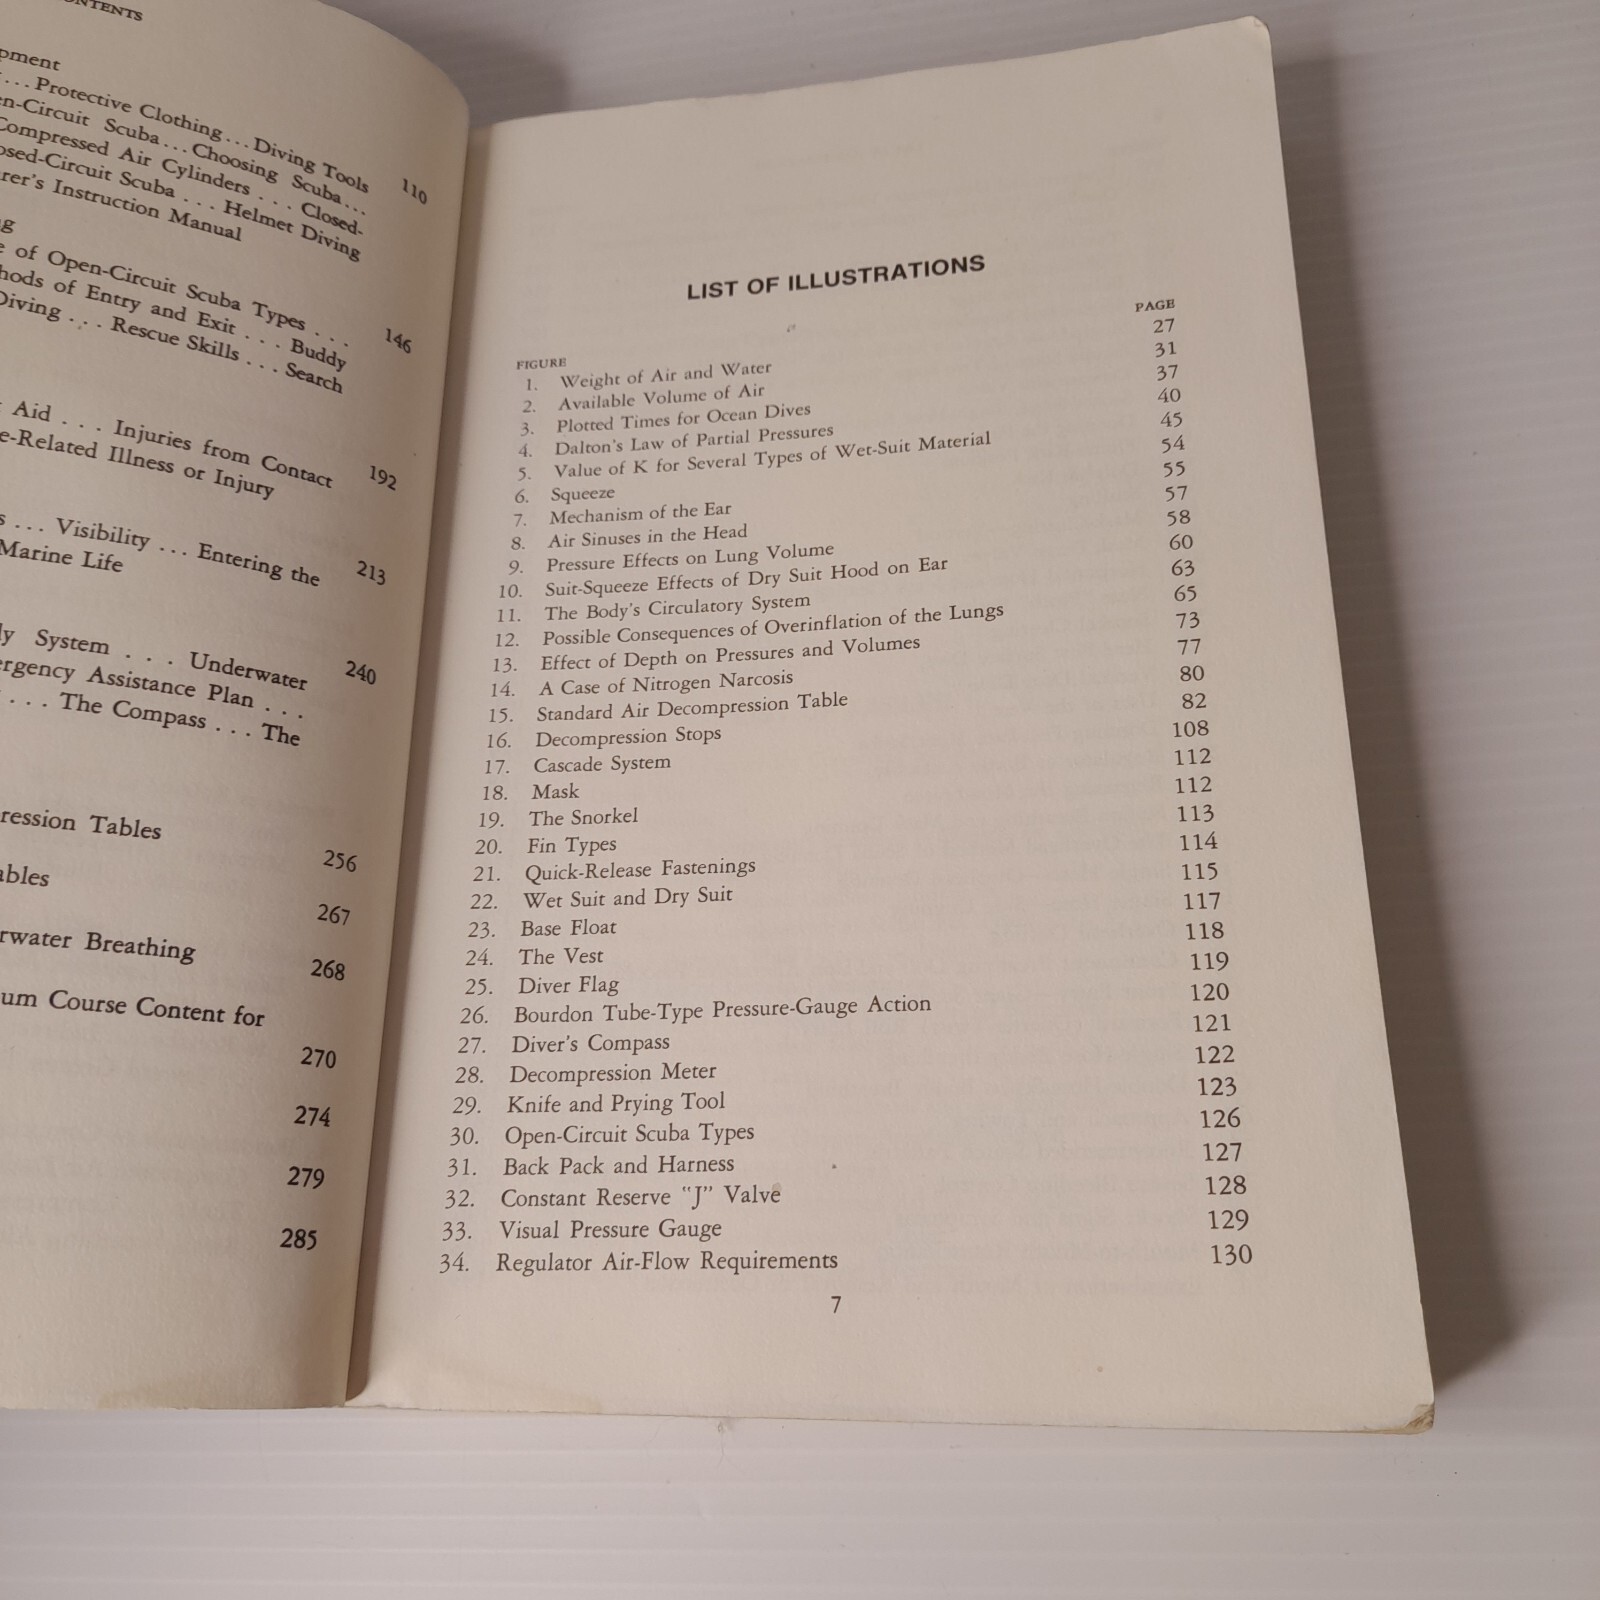 ONTENTS
pment
... Protective Clothing ... Diving Tools
n-Circuit Scuba ... Choosing Scuba ... 110
Compressed Air Cylinders ... Closed-
osed-Circuit Scuba ... Helmet Diving
rer's Instruction Manual
g
e of Open-Circuit Scuba Types ...
hods of Entry and Exit ... Buddy 146
Diving ... Rescue Skills ... Search
Aid ... Injuries from Contact
e-Related Illness or Injury 192
s ... Visibility ... Entering the
Marine Life 213
ly System ... Underwater
ergency Assistance Plan ... 240
... The Compass ... The
ression Tables
256
ables
267
rwater Breathing
268
um Course Content for
270
274
279
285
LIST OF ILLUSTRATIONS
FIGURE PAGE
1. Weight of Air and Water 27
2. Available Volume of Air 31
3. Plotted Times for Ocean Dives 37
4. Dalton's Law of Partial Pressures 40
5. Value of K for Several Types of Wet-Suit Material 45
6. Squeeze 54
7. Mechanism of the Ear 55
8. Air Sinuses in the Head 57
9. Pressure Effects on Lung Volume 58
10. Suit-Squeeze Effects of Dry Suit Hood on Ear 60
11. The Body's Circulatory System 63
12. Possible Consequences of Overinflation of the Lungs 65
13. Effect of Depth on Pressures and Volumes 73
14. A Case of Nitrogen Narcosis 77
15. Standard Air Decompression Table 80
16. Decompression Stops 82
17. Cascade System 108
18. Mask 112
19. The Snorkel 112
20. Fin Types 113
21. Quick-Release Fastenings 114
22. Wet Suit and Dry Suit 115
23. Base Float 117
24. The Vest 118
25. Diver Flag 119
26. Bourdon Tube-Type Pressure-Gauge Action 120
27. Diver's Compass 121
28. Decompression Meter 122
29. Knife and Prying Tool 123
30. Open-Circuit Scuba Types 126
31. Back Pack and Harness 127
32. Constant Reserve "J" Valve 128
33. Visual Pressure Gauge 129
34. Regulator Air-Flow Requirements 130
7